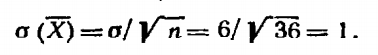 σ (X̅) = σ/√n = 6/√36 = 1.